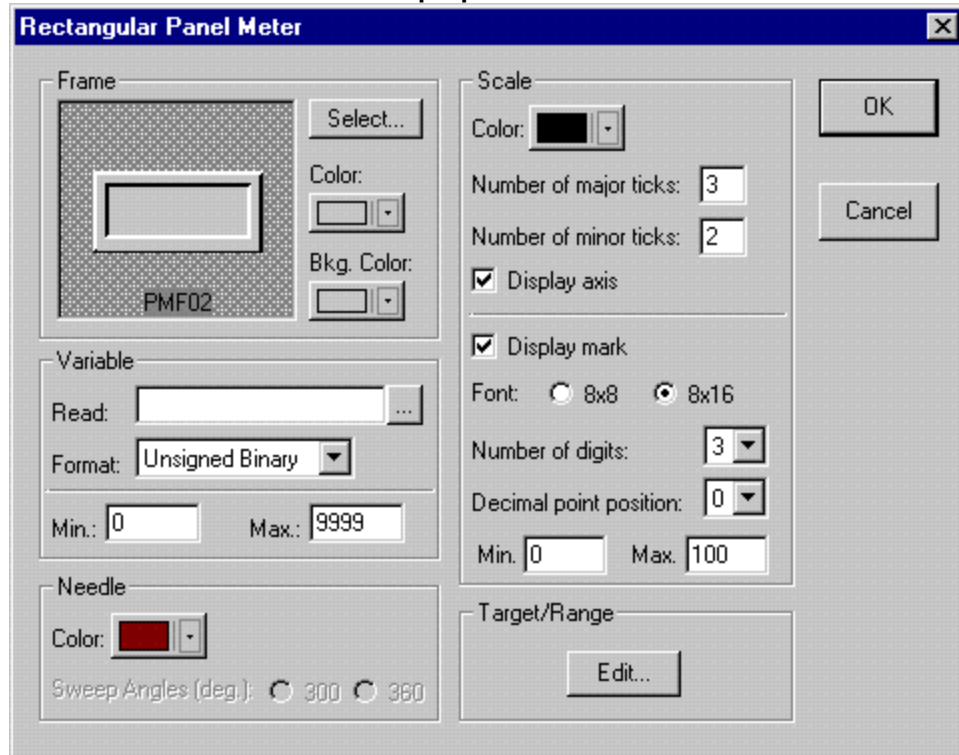 Rectangular Panel Meter
Frame
Select...
Color:
Bkg. Color:
PMF02
Variable
Read:
...
Format: Unsigned Binary
Min.: 0 Max.: 9999
Needle
Color:
Sweep Angles (deg.): 300 360
Scale
Color:
Number of major ticks: 3
Number of minor ticks: 2
Display axis
Display mark
Font: 8x8 8x16
Number of digits: 3
Decimal point position: 0
Min. 0 Max. 100
Target/Range
Edit...
OK
Cancel